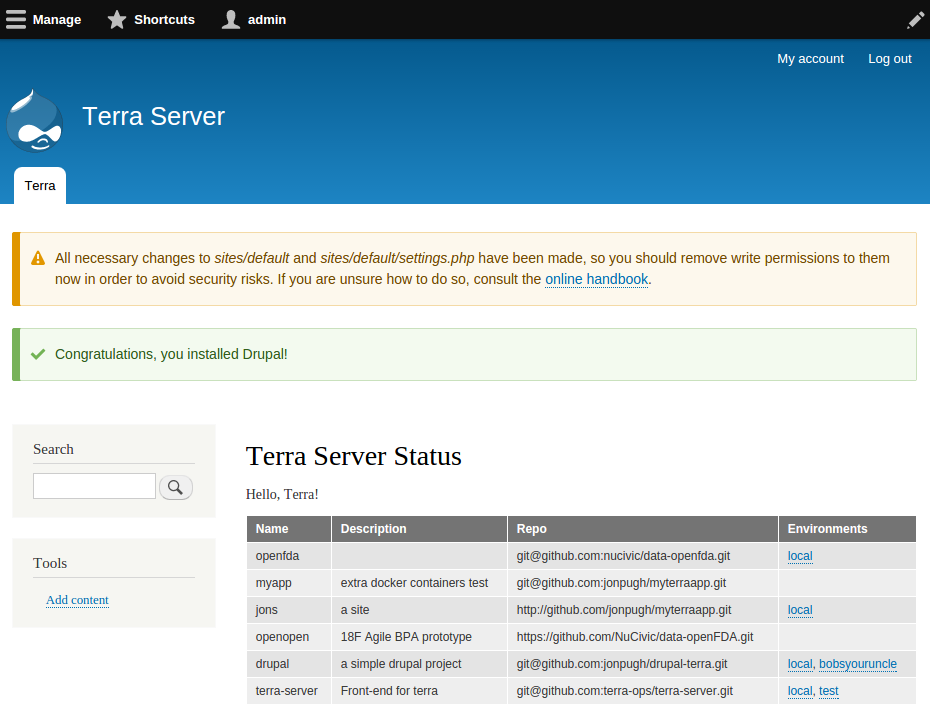 Manage Shortcuts admin
My account Log out
Terra Server
Terra
All necessary changes to sites/default and sites/default/settings.php have been made, so you should remove write permissions to them
now in order to avoid security risks. If you are unsure how to do so, consult the online handbook.
Congratulations, you installed Drupal!
Search
Tools
Add content
Terra Server Status
Hello, Terra!
Name Description Repo Environments
openfda git@github.com:nucivic/data-openfda.git local
myapp extra docker containers test git@github.com:jonpugh/myterraapp.git
jons a site http://github.com/jonpugh/myterraapp.git local
openopen 18F Agile BPA prototype https://github.com/NuCivic/data-openFDA.git
drupal a simple drupal project git@github.com:jonpugh/drupal-terra.git local, bobsyouruncle
terra-server Front-end for terra git@github.com:terra-ops/terra-server.git local, test